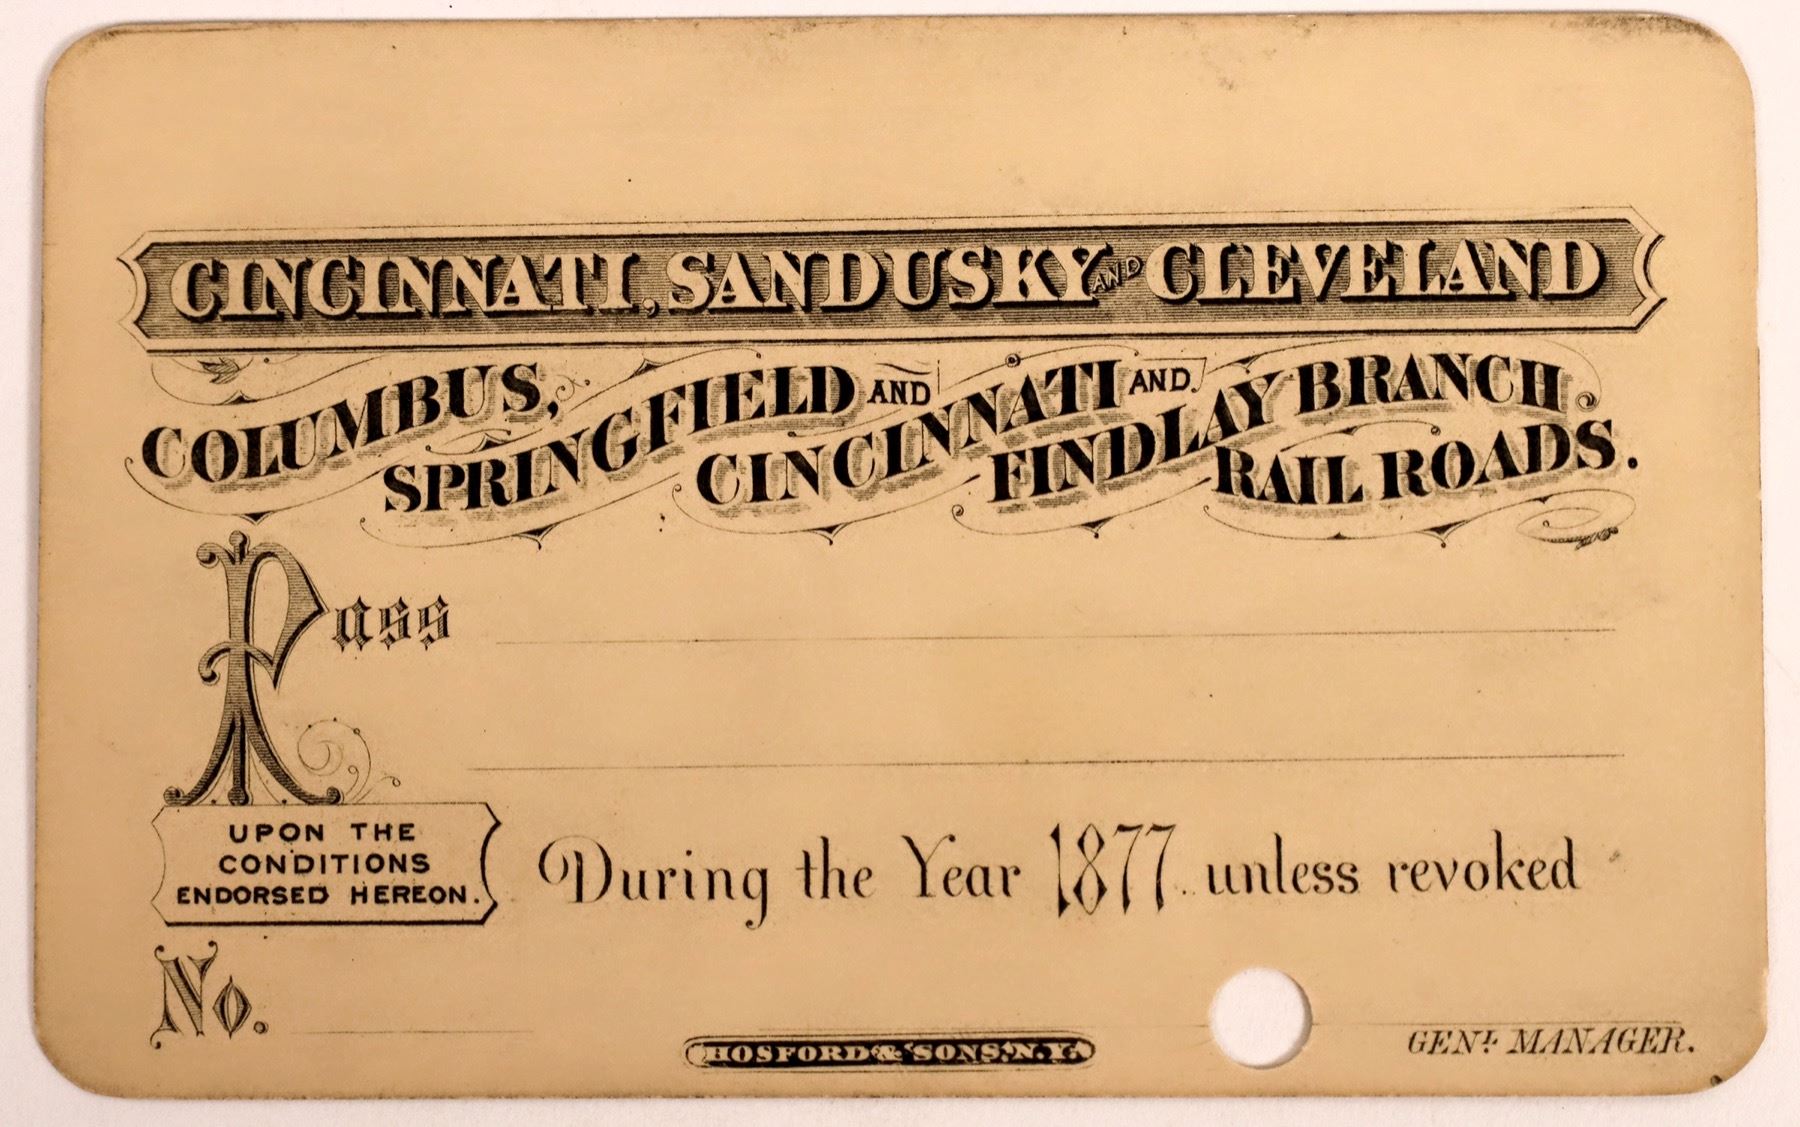 CINCINNATI, SANDUSKY AND CLEVELAND
COLUMBUS,
SPRINGFIELD AND
CINCINNATI AND
FINDLAY BRANCH
RAIL ROADS.
Pass
UPON THE
CONDITIONS
ENDORSED HEREON.
During the Year 1877 unless revoked
No.
HOSFORD & SONS, N.Y.
GENL. MANAGER.